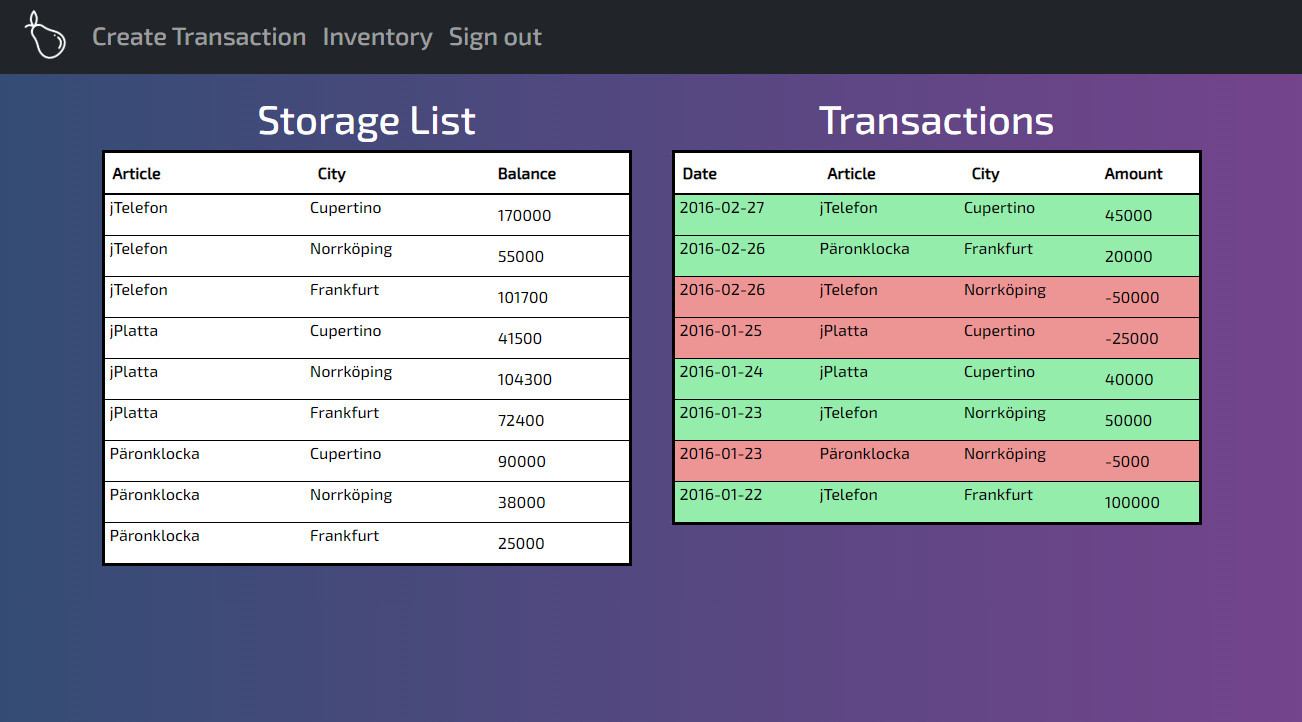 Create Transaction Inventory Sign out
Storage List
Article City Balance
jTelefon Cupertino 170000
jTelefon Norrköping 55000
jTelefon Frankfurt 101700
jPlatta Cupertino 41500
jPlatta Norrköping 104300
jPlatta Frankfurt 72400
Päronklocka Cupertino 90000
Päronklocka Norrköping 38000
Päronklocka Frankfurt 25000
Transactions
Date Article City Amount
2016-02-27 jTelefon Cupertino 45000
2016-02-26 Päronklocka Frankfurt 20000
2016-02-26 jTelefon Norrköping -50000
2016-01-25 jPlatta Cupertino -25000
2016-01-24 jPlatta Cupertino 40000
2016-01-23 jTelefon Norrköping 50000
2016-01-23 Päronklocka Norrköping -5000
2016-01-22 jTelefon Frankfurt 100000